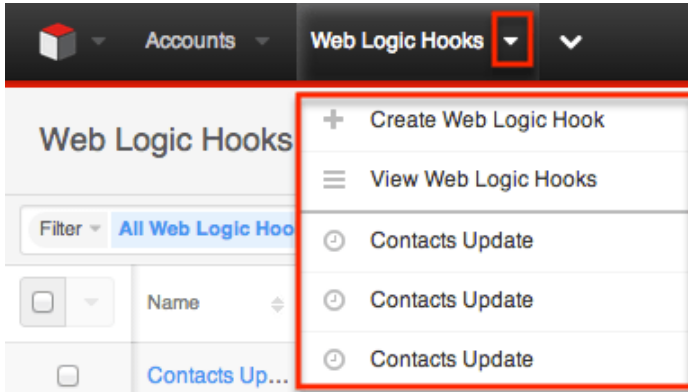 Accounts
Web Logic Hooks
Web Logic Hooks
Create Web Logic Hook
View Web Logic Hooks
Filter
All Web Logic Hoo
Contacts Update
Name
Contacts Update
Contacts Up...
Contacts Update